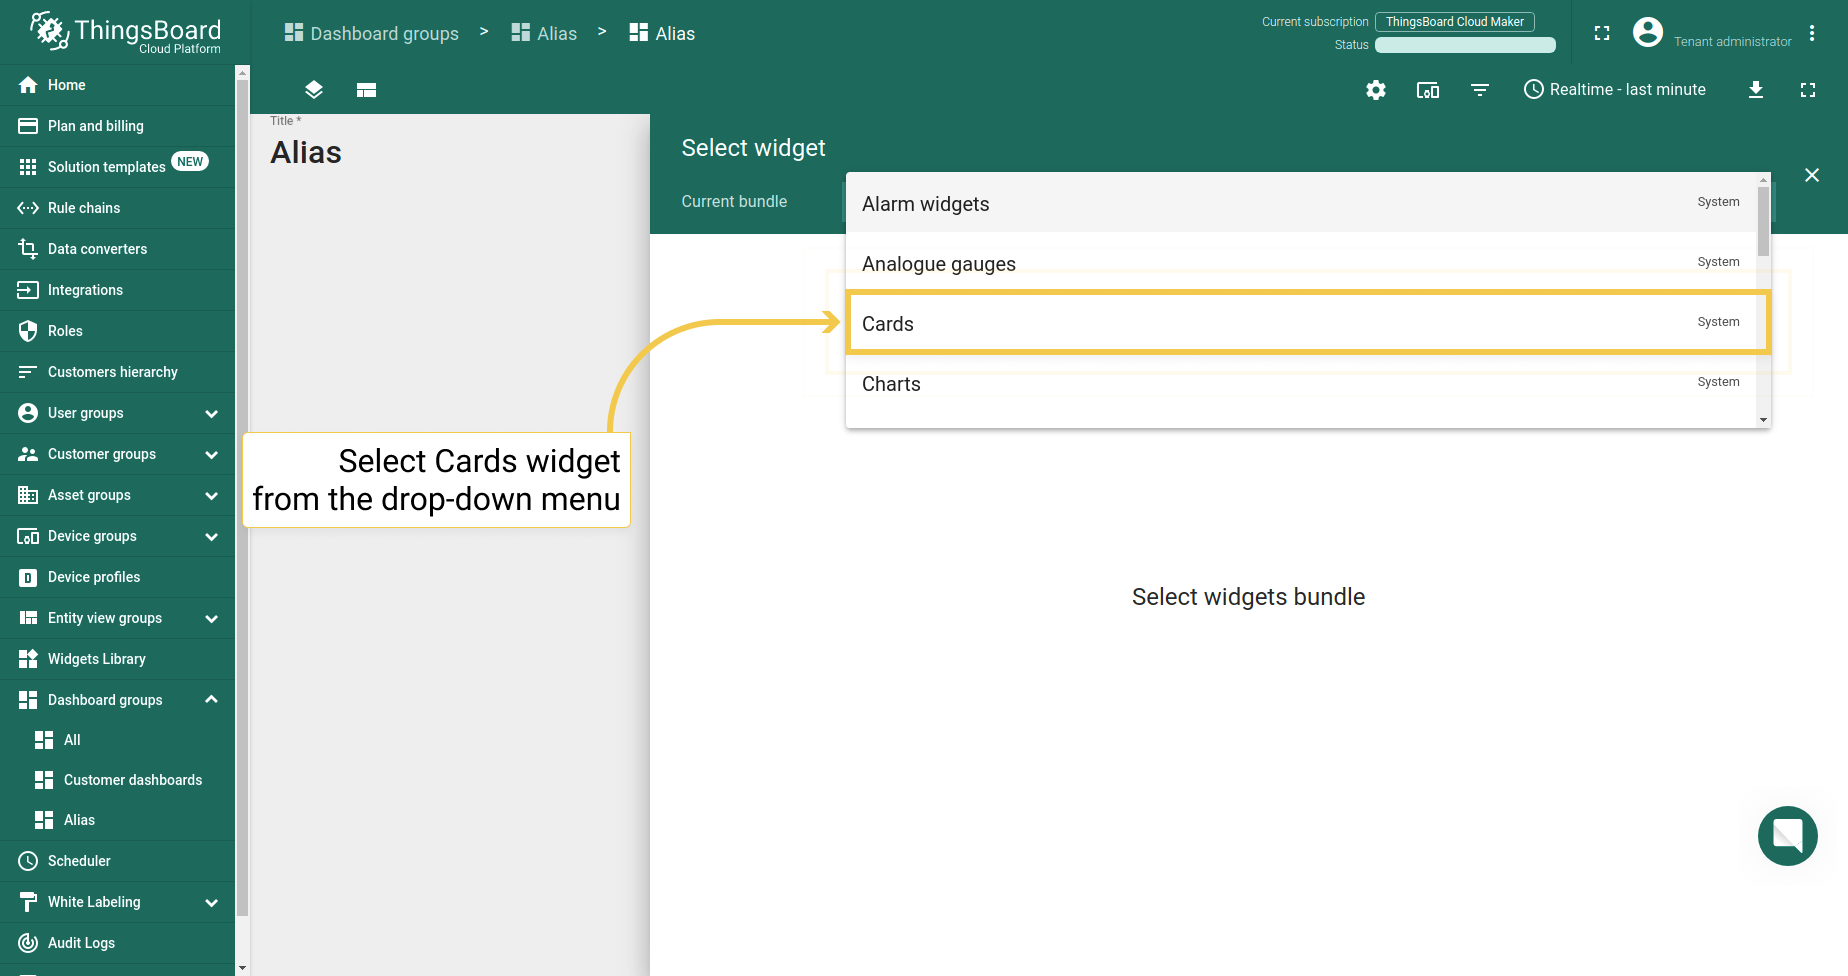 ThingsBoard
Cloud Platform
Dashboard groups > Alias > Alias
Current subscription ThingsBoard Cloud Maker
Status
Tenant administrator
Home
Plan and billing
Solution templates NEW
Rule chains
Data converters
Integrations
Roles
Customers hierarchy
User groups
Customer groups
Asset groups
Device groups
D Device profiles
Entity view groups
Widgets Library
Dashboard groups
All
Customer dashboards
Alias
Scheduler
White Labeling
Audit Logs
Realtime - last minute
Title *
Alias
Select widget
Current bundle
Alarm widgets System
Analogue gauges System
Cards System
Charts System
Select Cards widget
from the drop-down menu
Select widgets bundle